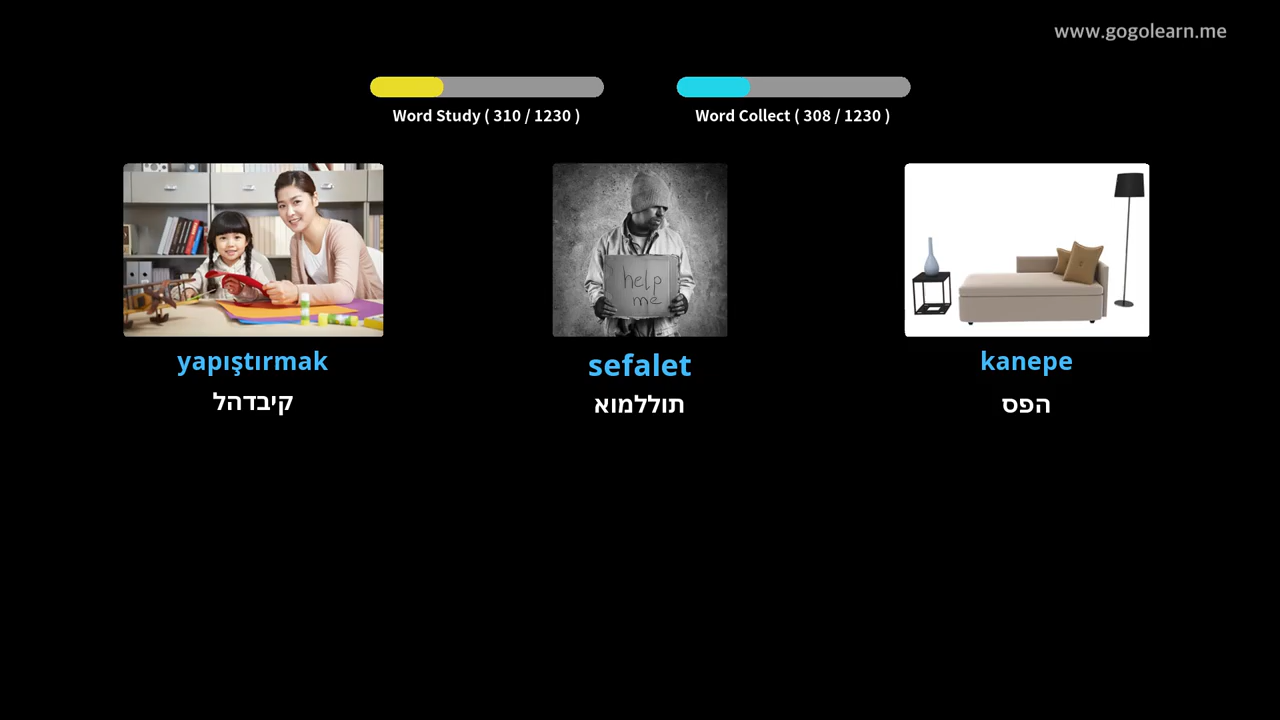 www.gogolearn.me
Word Study ( 310 / 1230 )
Word Collect ( 308 / 1230 )
help
me
yapıştırmak
sefalet
kanepe
קיבדהל
תוללמוא
הפס